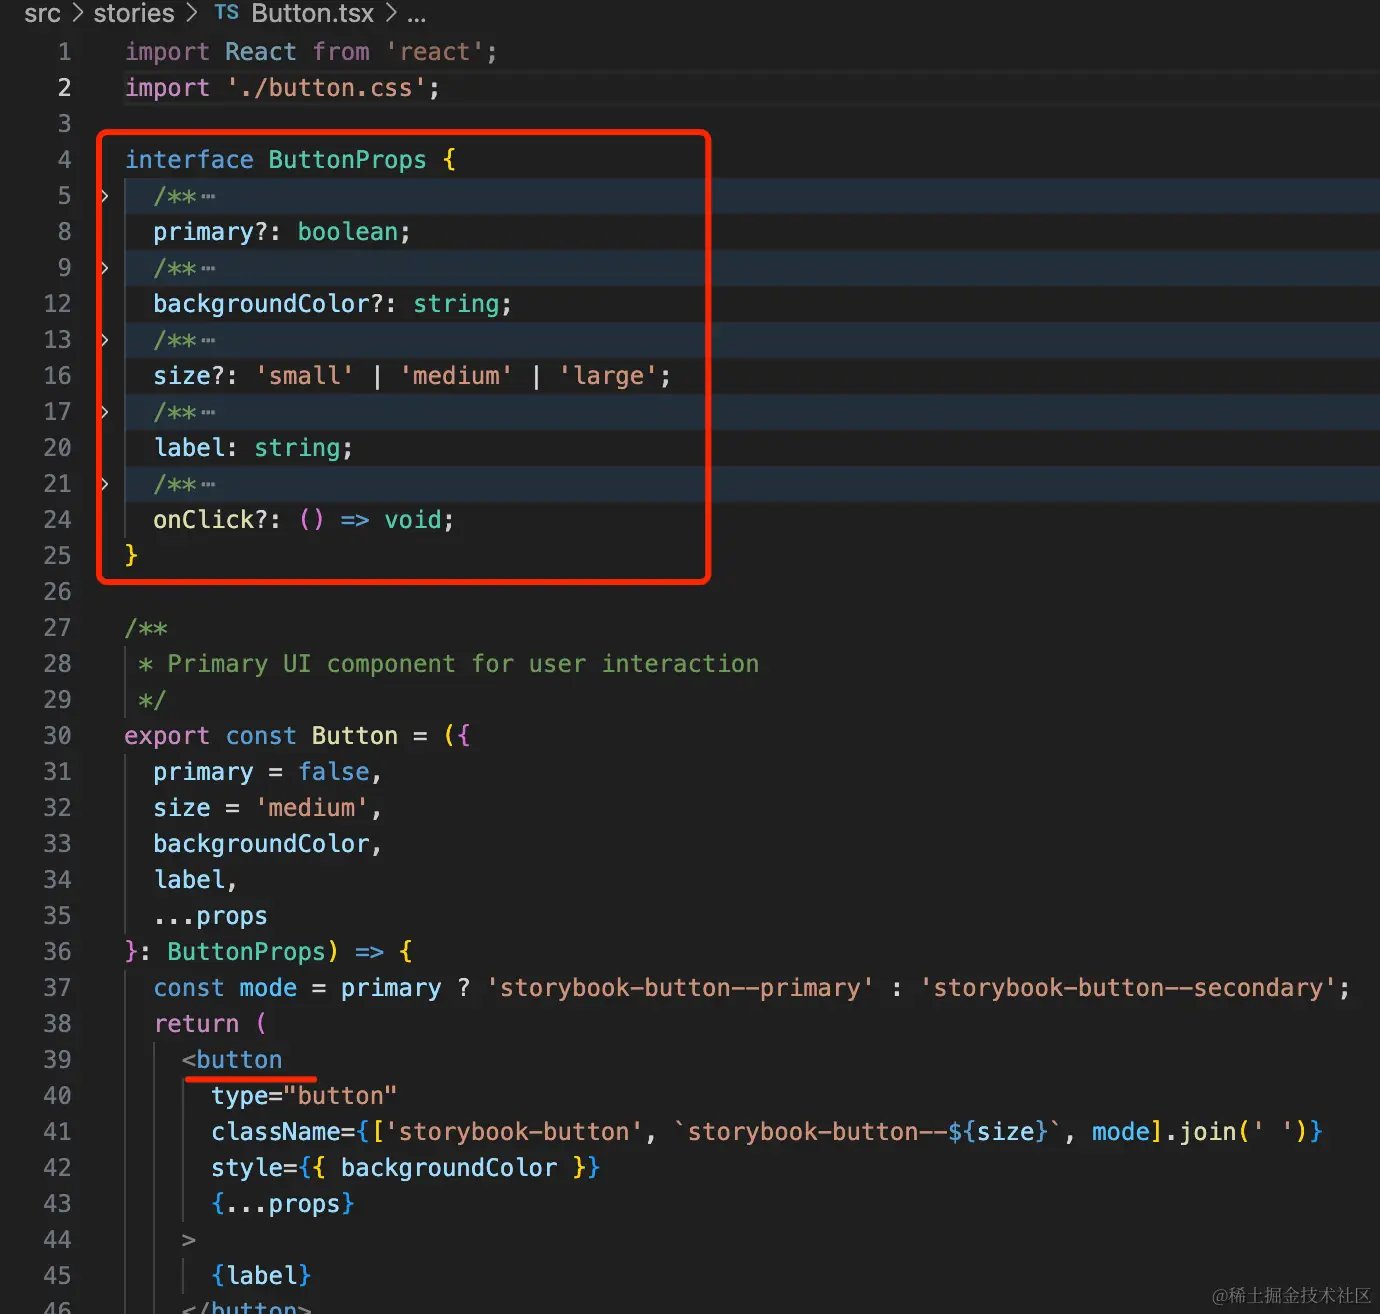 src > stories > TS Button.tsx > ...
1 import React from 'react';
2 import './button.css';
3
4 interface ButtonProps {
5 /** ...
8 primary?: boolean;
9 /** ...
12 backgroundColor?: string;
13 /** ...
16 size?: 'small' | 'medium' | 'large';
17 /** ...
20 label: string;
21 /** ...
24 onClick?: () => void;
25 }
26
27 /**
28 * Primary UI component for user interaction
29 */
30 export const Button = ({
31 primary = false,
32 size = 'medium',
33 backgroundColor,
34 label,
35 ...props
36 }: ButtonProps) => {
37 const mode = primary ? 'storybook-button--primary' : 'storybook-button--secondary';
38 return (
39 <button
40 type="button"
41 className={['storybook-button', `storybook-button--${size}`, mode].join(' ')}
42 style={{ backgroundColor }}
43 {...props}
44 >
45 {label}
46 </button>
@稀土掘金技术社区